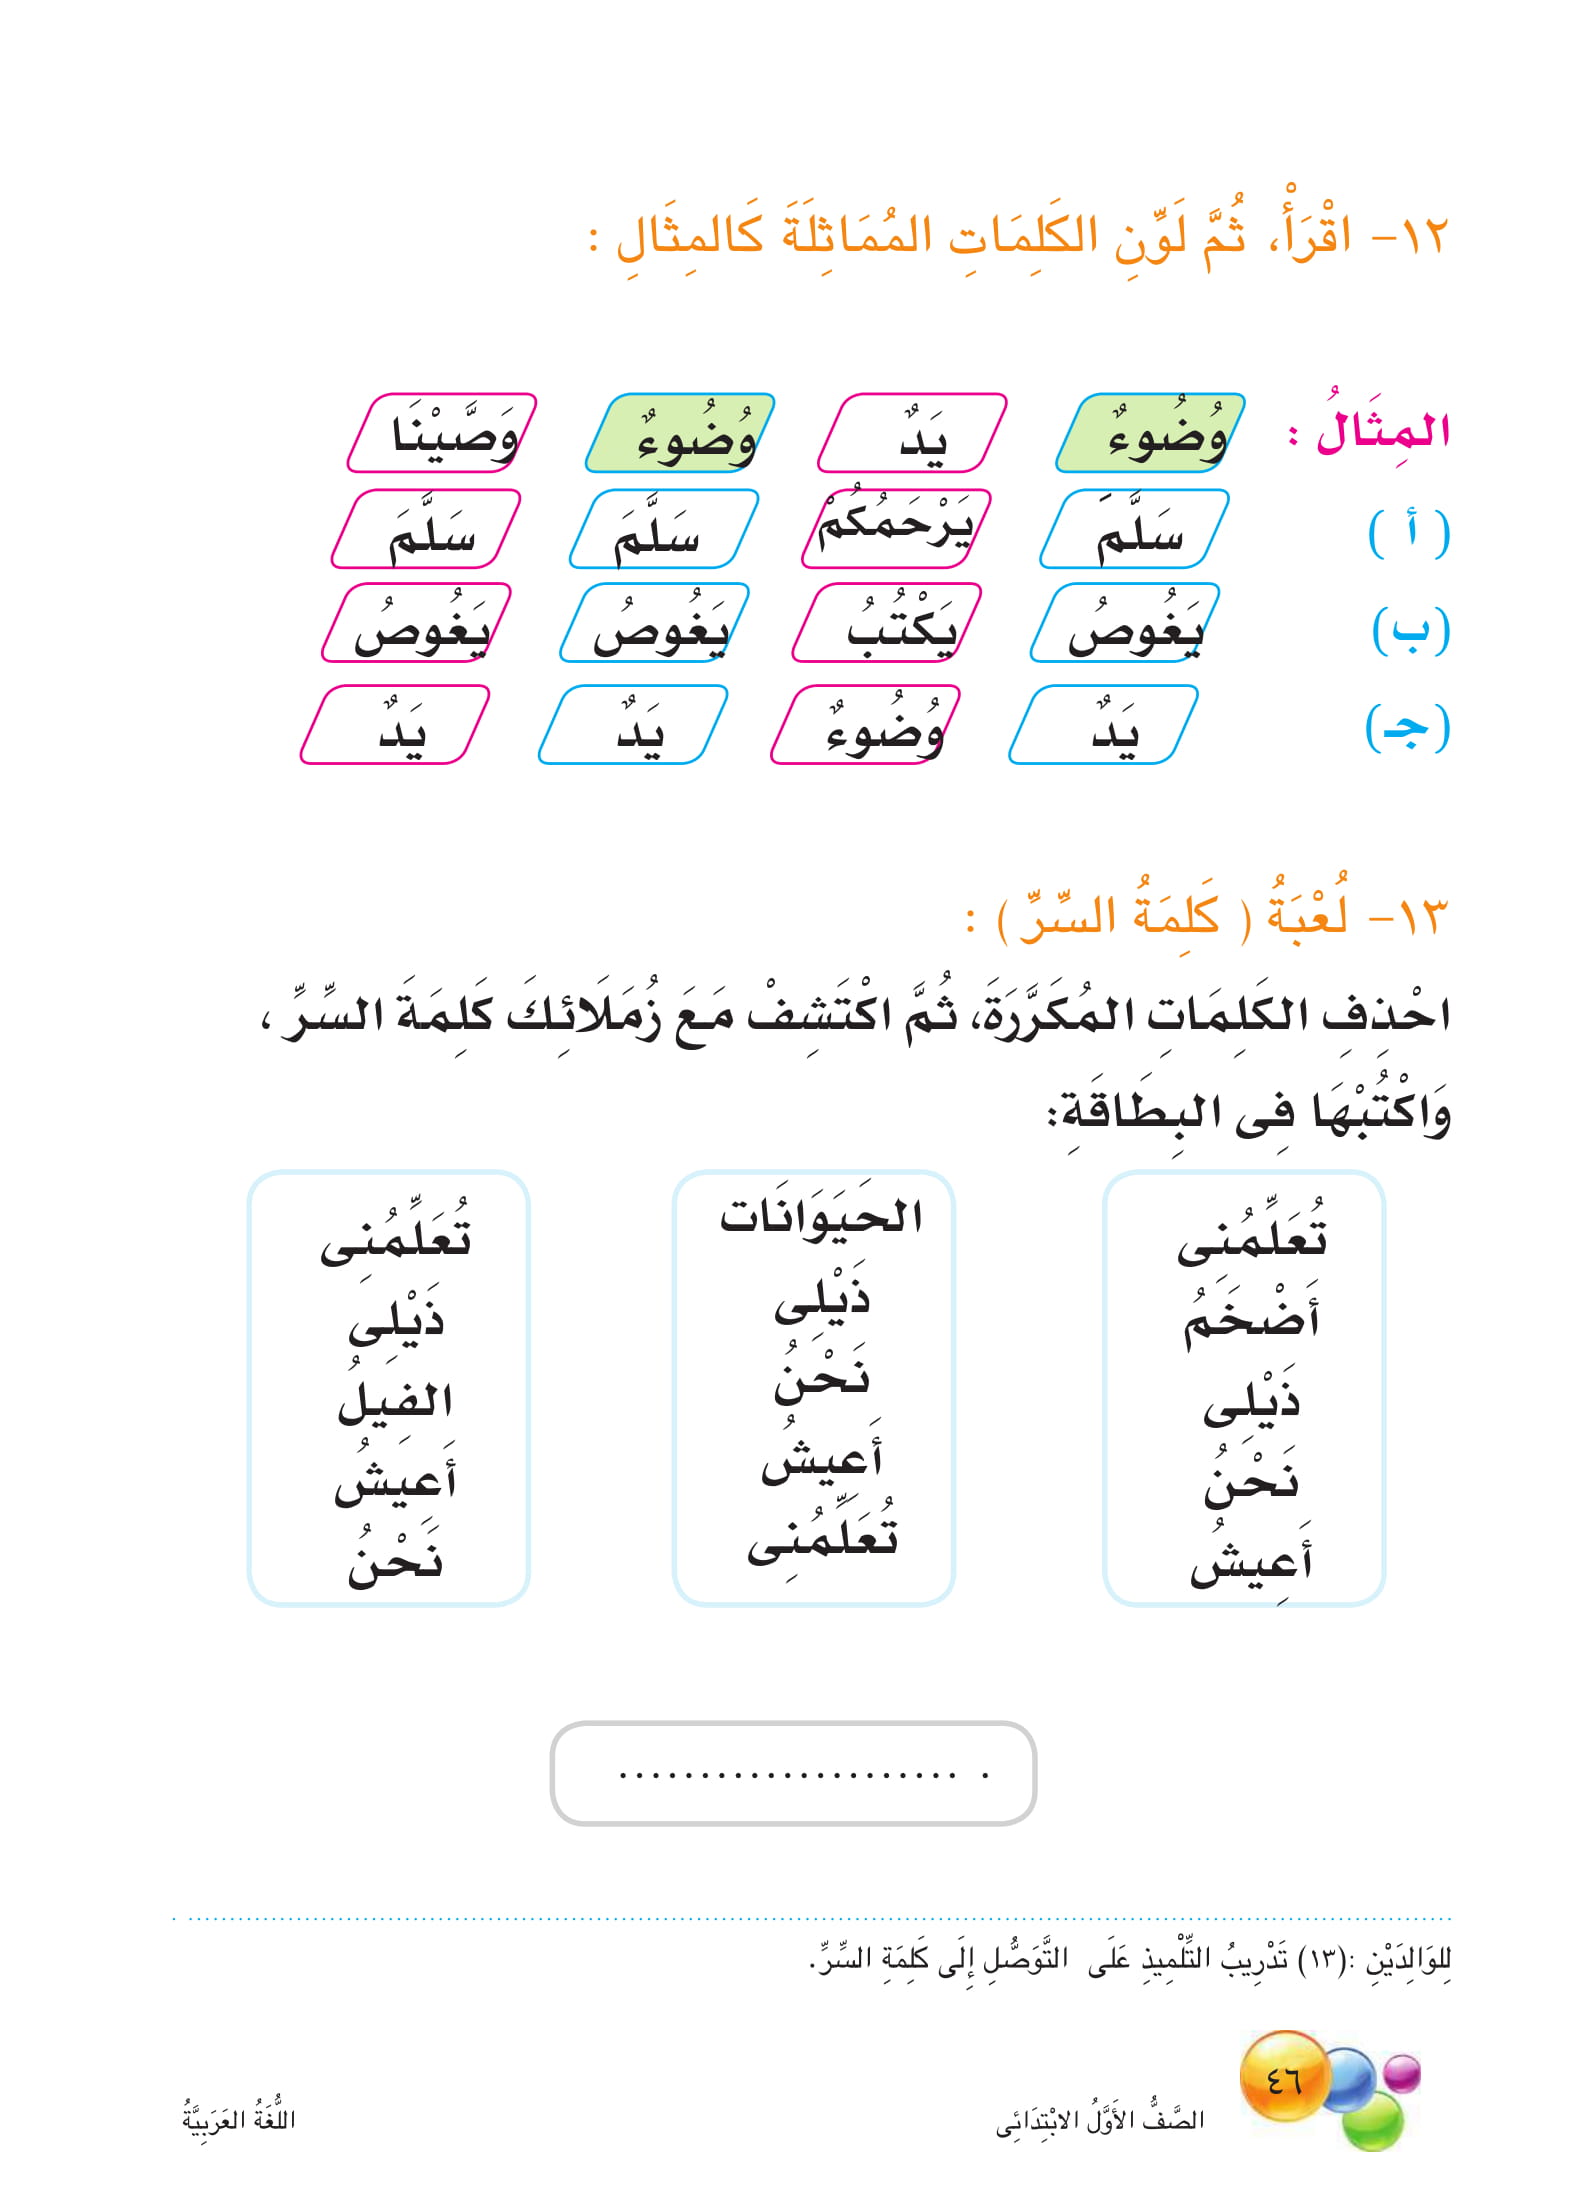 ١٢- اقْرَأْ، ثُمَّ لَوِّنِ الكَلِمَاتِ المُمَاثِلَةَ كَالمِثَالِ :
المِثَالُ : وُضُوءٌ يَدٌ وُضُوءٌ وَصَّيْنَا
( أ ) سَلَّمَ يَرْحَمُكُمْ سَلَّمَ سَلَّمَ
(ب) يَغُوصُ يَكْتُبُ يَغُوصُ يَغُوصُ
(جـ) يَدٌ وُضُوءٌ يَدٌ يَدٌ
١٣- لُعْبَةُ ( كَلِمَةُ السِّرِّ ) :
احْذِفِ الكَلِمَاتِ المُكَرَّرَةَ، ثُمَّ اكْتَشِفْ مَعَ زُمَلَائِكَ كَلِمَةَ السِّرِّ ،
وَاكْتُبْهَا فِى البِطَاقَةِ:
تُعَلِّمُنِى
أَضْخَمُ
ذَيْلِى
نَحْنُ
أَعِيشُ
الحَيَوَانَات
ذَيْلِى
نَحْنُ
أَعيشُ
تُعَلِّمُنِى
تُعَلِّمُنِى
ذَيْلِى
الفِيلُ
أَعِيشُ
نَحْنُ
. .....................
لِلوَالِدَيْنِ :(١٣) تَدْرِيبُ التِّلْمِيذِ عَلَى التَّوَصُّلِ إِلَى كَلِمَةِ السِّرِّ.
٤٦
الصَّفُّ الأَوَّلُ الابْتِدَائِى
اللُّغَةُ العَرَبِيَّةُ